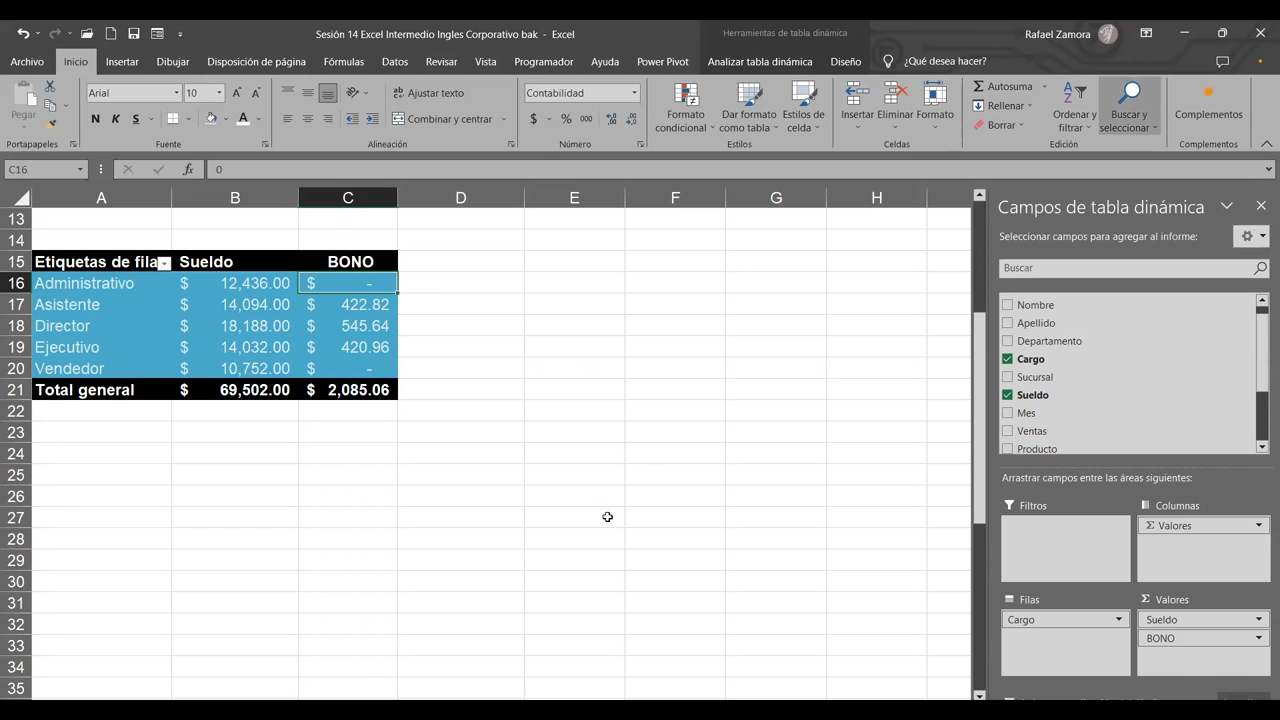 Sesión 14 Excel Intermedio Ingles Corporativo bak - Excel
Herramientas de tabla dinámica
Rafael Zamora
Archivo Inicio Insertar Dibujar Disposición de página Fórmulas Datos Revisar Vista Programador Ayuda Power Pivot Analizar tabla dinámica Diseño ¿Qué desea hacer?
Pegar
Arial 10
N K S
Ajustar texto
Combinar y centrar
Contabilidad
$ % 000
Formato condicional
Dar formato como tabla
Estilos de celda
Insertar Eliminar Formato
Autosuma
Rellenar
Borrar
Ordenar y filtrar
Buscar y seleccionar
Complementos
Portapapeles Fuente Alineación Número Estilos Celdas Edición Complementos
C16 fx 0
A B C D E F G H
13
14
15 Etiquetas de fila Sueldo BONO
16 Administrativo $ 12,436.00 $ -
17 Asistente $ 14,094.00 $ 422.82
18 Director $ 18,188.00 $ 545.64
19 Ejecutivo $ 14,032.00 $ 420.96
20 Vendedor $ 10,752.00 $ -
21 Total general $ 69,502.00 $ 2,085.06
22
23
24
25
26
27
28
29
30
31
32
33
34
35
Campos de tabla dinámica
Seleccionar campos para agregar al informe:
Buscar
Nombre
Apellido
Departamento
Cargo
Sucursal
Sueldo
Mes
Ventas
Producto
Arrastrar campos entre las áreas siguientes:
Filtros
Columnas
Σ Valores
Filas
Cargo
Σ Valores
Sueldo
BONO